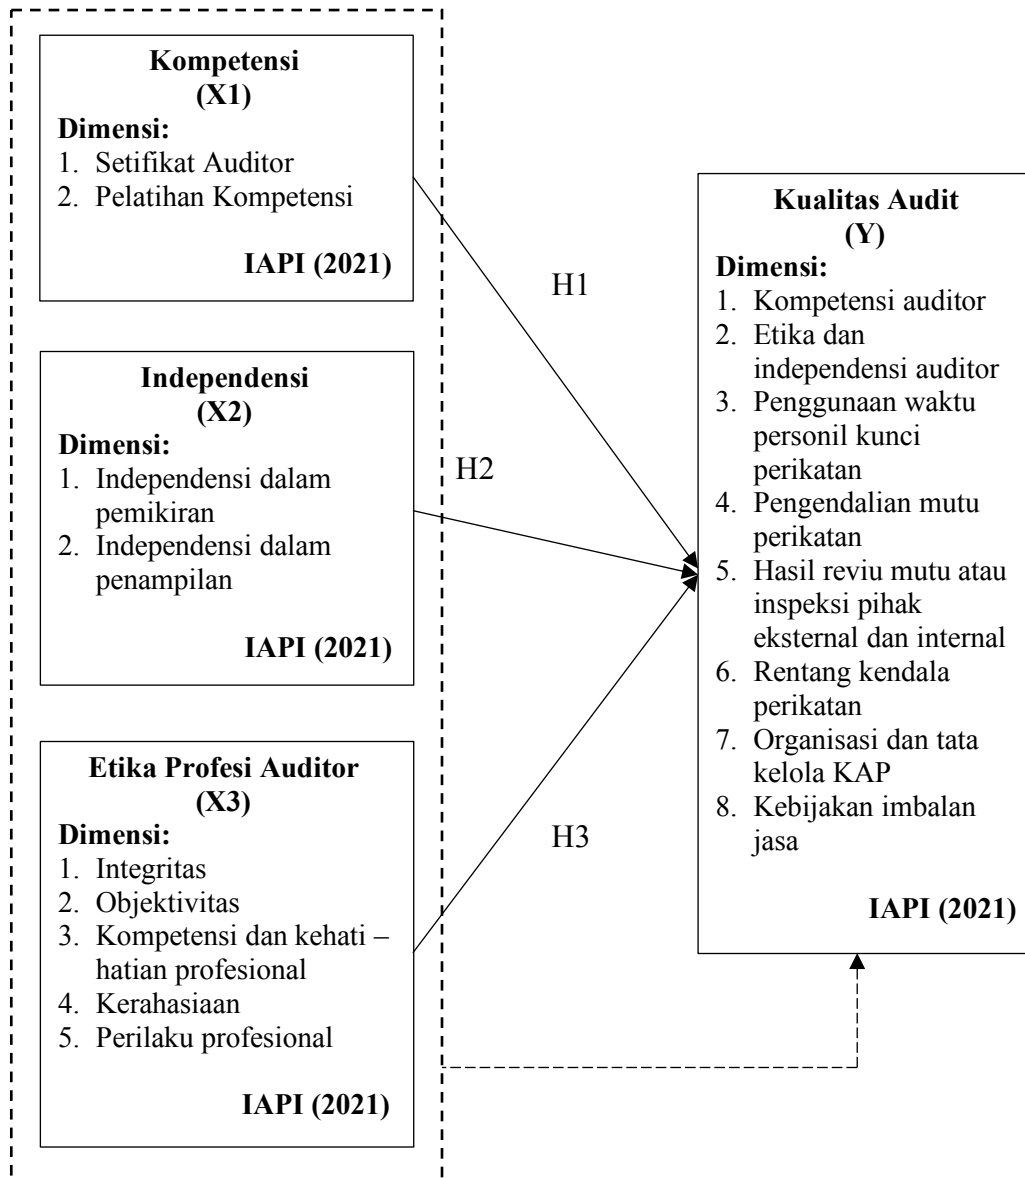 Kompetensi
(X1)
Dimensi:
1. Setifikat Auditor
2. Pelatihan Kompetensi
IAPI (2021)
H1
Independensi
(X2)
Dimensi:
1. Independensi dalam
pemikiran
2. Independensi dalam
penampilan
IAPI (2021)
H2
Etika Profesi Auditor
(X3)
Dimensi:
1. Integritas
2. Objektivitas
3. Kompetensi dan kehati –
hatian profesional
4. Kerahasiaan
5. Perilaku profesional
IAPI (2021)
H3
Kualitas Audit
(Y)
Dimensi:
1. Kompetensi auditor
2. Etika dan
independensi auditor
3. Penggunaan waktu
personil kunci
perikatan
4. Pengendalian mutu
perikatan
5. Hasil reviu mutu atau
inspeksi pihak
eksternal dan internal
6. Rentang kendala
perikatan
7. Organisasi dan tata
kelola KAP
8. Kebijakan imbalan
jasa
IAPI (2021)